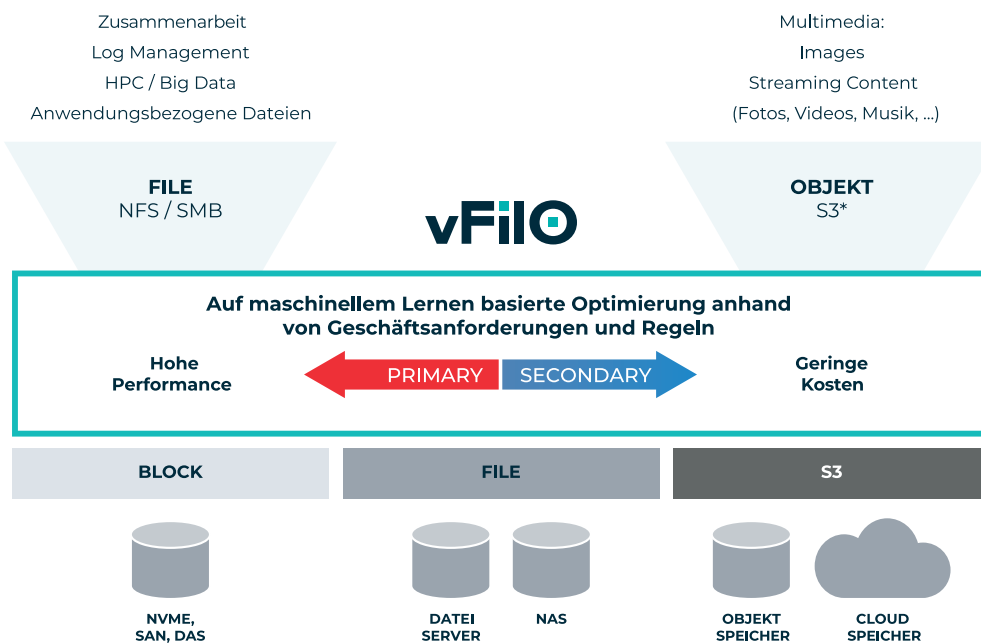 Zusammenarbeit
Log Management
HPC / Big Data
Anwendungsbezogene Dateien
Multimedia:
Images
Streaming Content
(Fotos, Videos, Musik, ...)
FILE
NFS / SMB
vFilO
OBJEKT
S3*
Auf maschinellem Lernen basierte Optimierung anhand
von Geschäftsanforderungen und Regeln
Hohe
Performance
PRIMARY
SECONDARY
Geringe
Kosten
BLOCK
FILE
S3
NVME,
SAN, DAS
DATEI
SERVER
NAS
OBJEKT
SPEICHER
CLOUD
SPEICHER